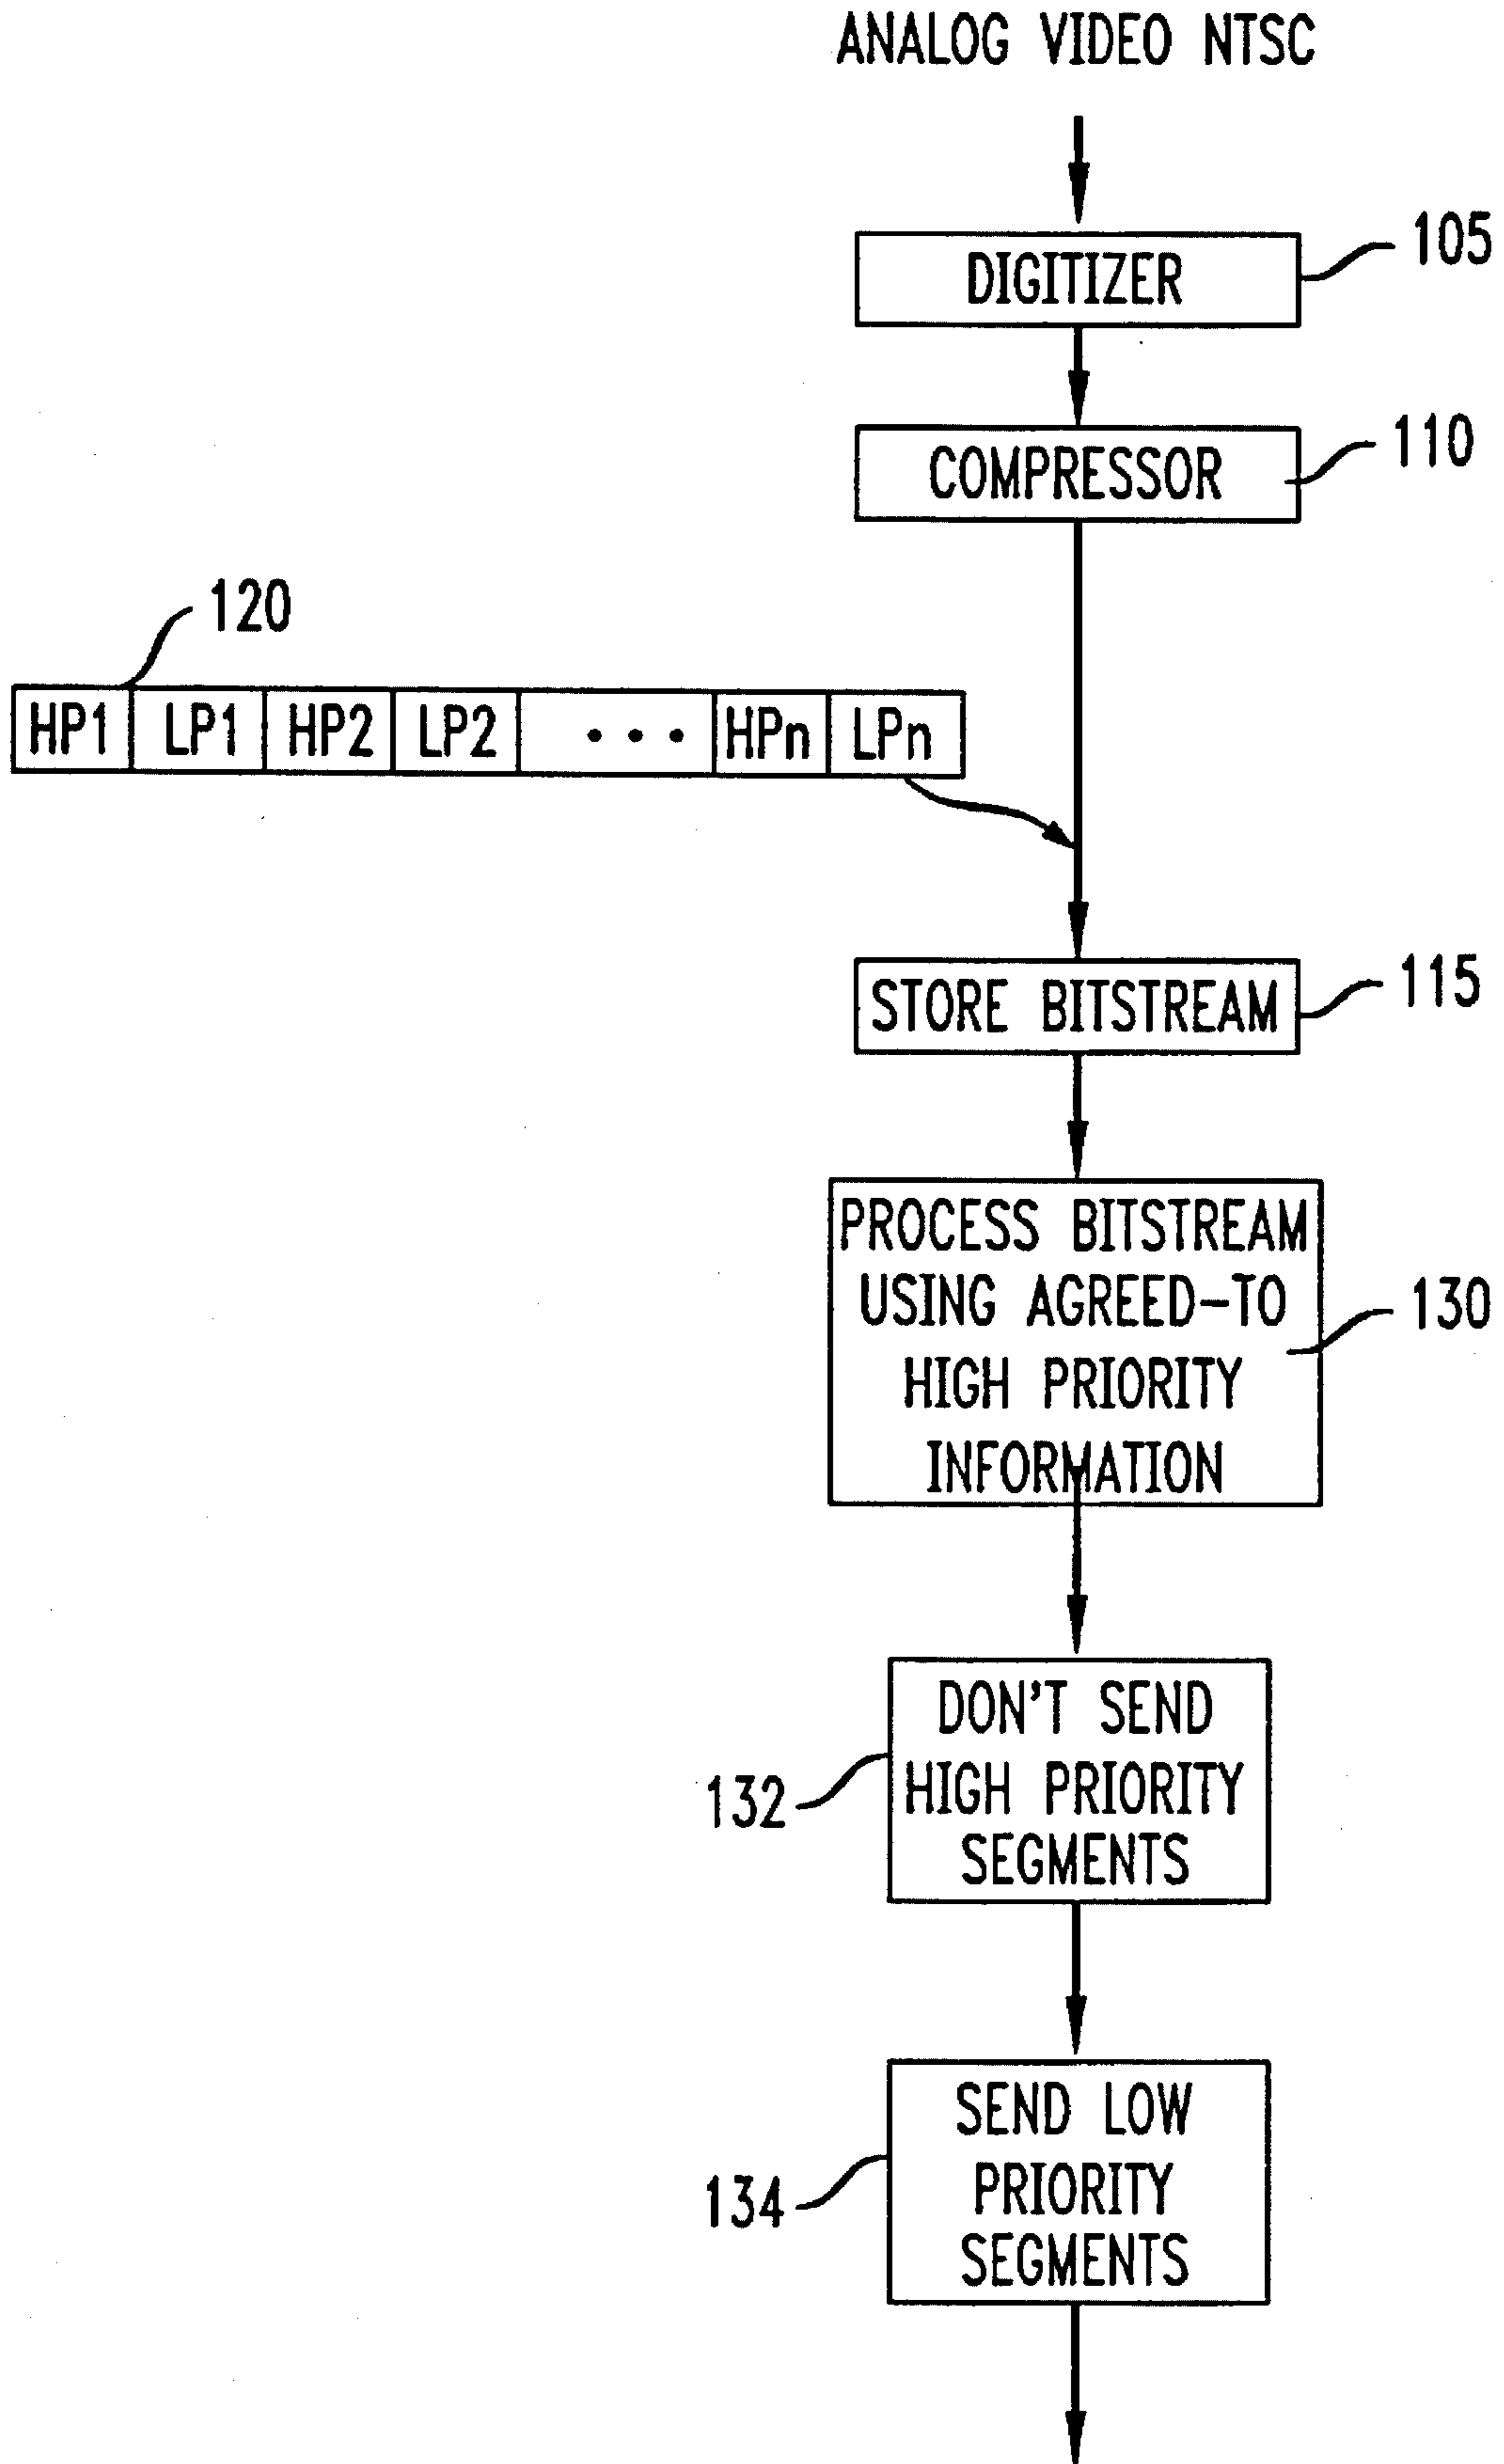 ANALOG VIDEO NTSC
DIGITIZER
105
COMPRESSOR
110
120
HP1 LP1 HP2 LP2 • • • HPn LPn
STORE BITSTREAM
115
PROCESS BITSTREAM
USING AGREED-TO
HIGH PRIORITY
INFORMATION
130
DON'T SEND
HIGH PRIORITY
SEGMENTS
132
SEND LOW
PRIORITY
SEGMENTS
134